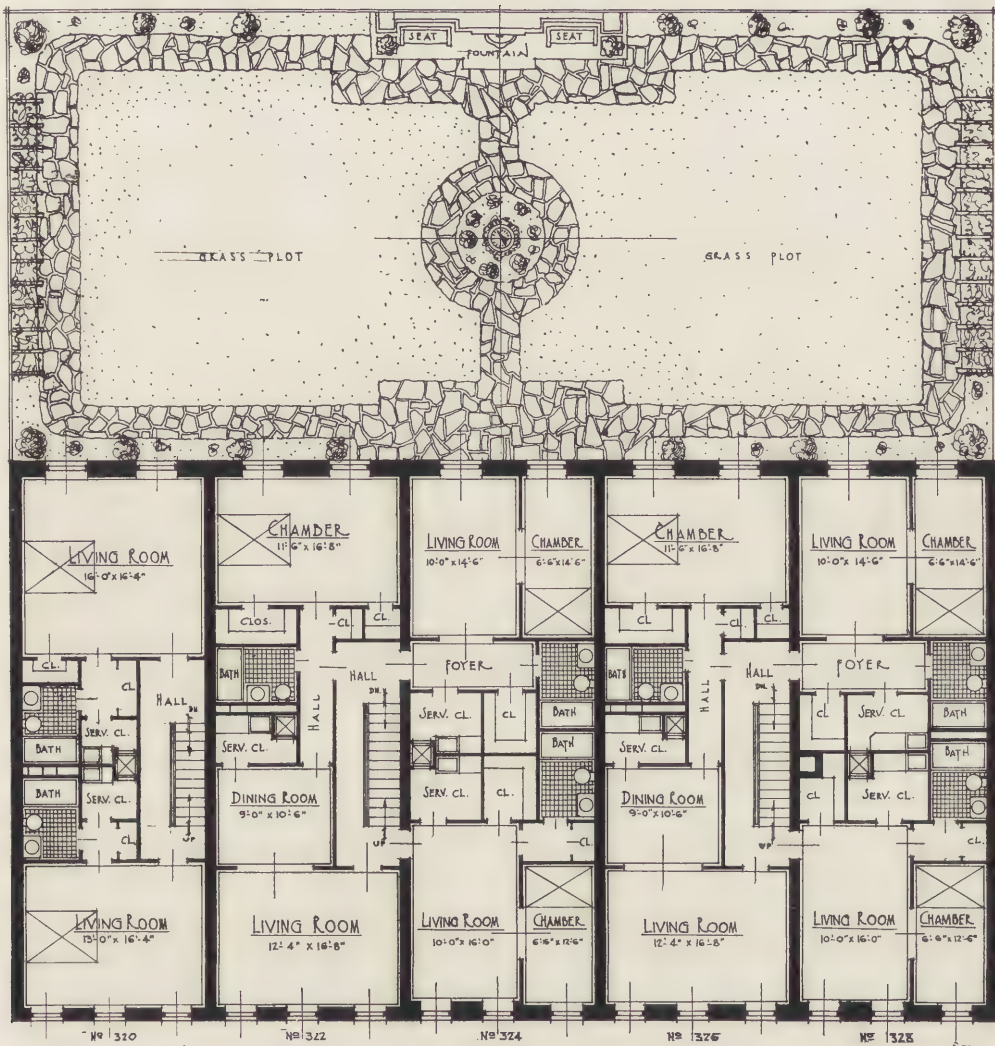 SEAT
SEAT
FOUNTAIN
GRASS PLOT
GRASS PLOT
LIVING ROOM
16'-0" x 16'-4"
CHAMBER
11'-6" x 16'-8"
LIVING ROOM
10'-0" x 14'-6"
CHAMBER
6'-6" x 14'-6"
CHAMBER
11'-6" x 16'-8"
LIVING ROOM
10'-0" x 14'-6"
CHAMBER
6'-6" x 14'-6"
CLOS.
CL.
CL.
CL
CL.
CL.
CL.
CL
HALL
DN.
BATH
HALL
HALL
DN.
FOYER
BATH
HALL
HALL
DN.
FOYER
SERV. CL.
BATH
SERV. CL.
SERV. CL.
CL
BATH
SERV. CL.
CL
SERV. CL.
BATH
BATH
SERV. CL.
CL.
UP
DINING ROOM
9'-0" x 10'-6"
UP
SERV. CL.
CL.
BATH
CL.
DINING ROOM
9'-0" x 10'-6"
UP
CL
SERV. CL.
BATH
CL.
LIVING ROOM
13'-0" x 16'-4"
LIVING ROOM
12'-4" x 16'-8"
LIVING ROOM
10'-0" x 16'-0"
CHAMBER
6'-6" x 12'-6"
LIVING ROOM
12'-4" x 16'-8"
LIVING ROOM
10'-0" x 16'-0"
CHAMBER
6'-6" x 12'-6"
Nº 320
Nº 322
Nº 324
Nº 326
Nº 328